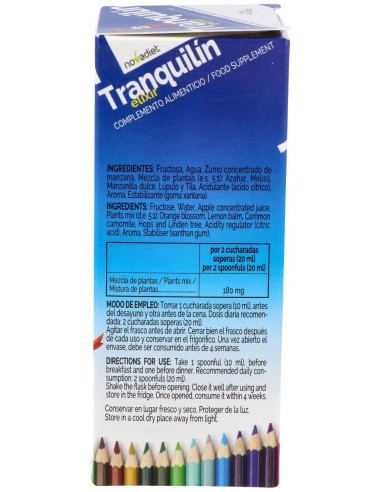 novadiet
Tranquilín
elixir
COMPLEMENTO ALIMENTICIO / FOOD SUPPLEMENT
INGREDIENTES: Fructosa, Agua, Zumo concentrado de
manzana, Mezcla de plantas (e.s. 5:1): Azahar, Melisa,
Manzanilla dulce, Lúpulo y Tila, Acidulante (ácido cítrico),
Aroma, Estabilizante (goma xantana).
INGREDIENTS: Fructose, Water, Apple concentrated juice,
Plants mix (d.e. 5:1): Orange blossom, Lemon balm, Common
camomole, Hops and Linden tree, Acidity regulator (citric
acid), Aroma, Stabiliser (xanthan gum).
por 2 cucharadas
soperas (20 ml)
per 2 spoonfuls (20 ml)
Mezcla de plantas / Plants mix /
Mistura de plantas
180 mg
MODO DE EMPLEO: Tomar 1 cucharada sopera (10 ml), antes
del desayuno y otra antes de la cena. Dosis diaria recomen-
dada: 2 cucharadas soperas (20 ml).
Agitar el frasco antes de abrir. Cerrar bien el frasco después
de cada uso y conservar en el frigorífico. Una vez abierto el
envase, debe ser consumido antes de 4 semanas.
DIRECTIONS FOR USE: Take 1 spoonful (10 ml), before
breakfast and one before dinner. Recommended daily con-
sumption: 2 spoonfuls (20 ml).
Shake the flask before opening. Close it well after using and
store in the fridge. Once opened, consume it within 4 weeks.
Conservar en lugar fresco y seco. Proteger de la luz.
Store in a cool dry place away from light.